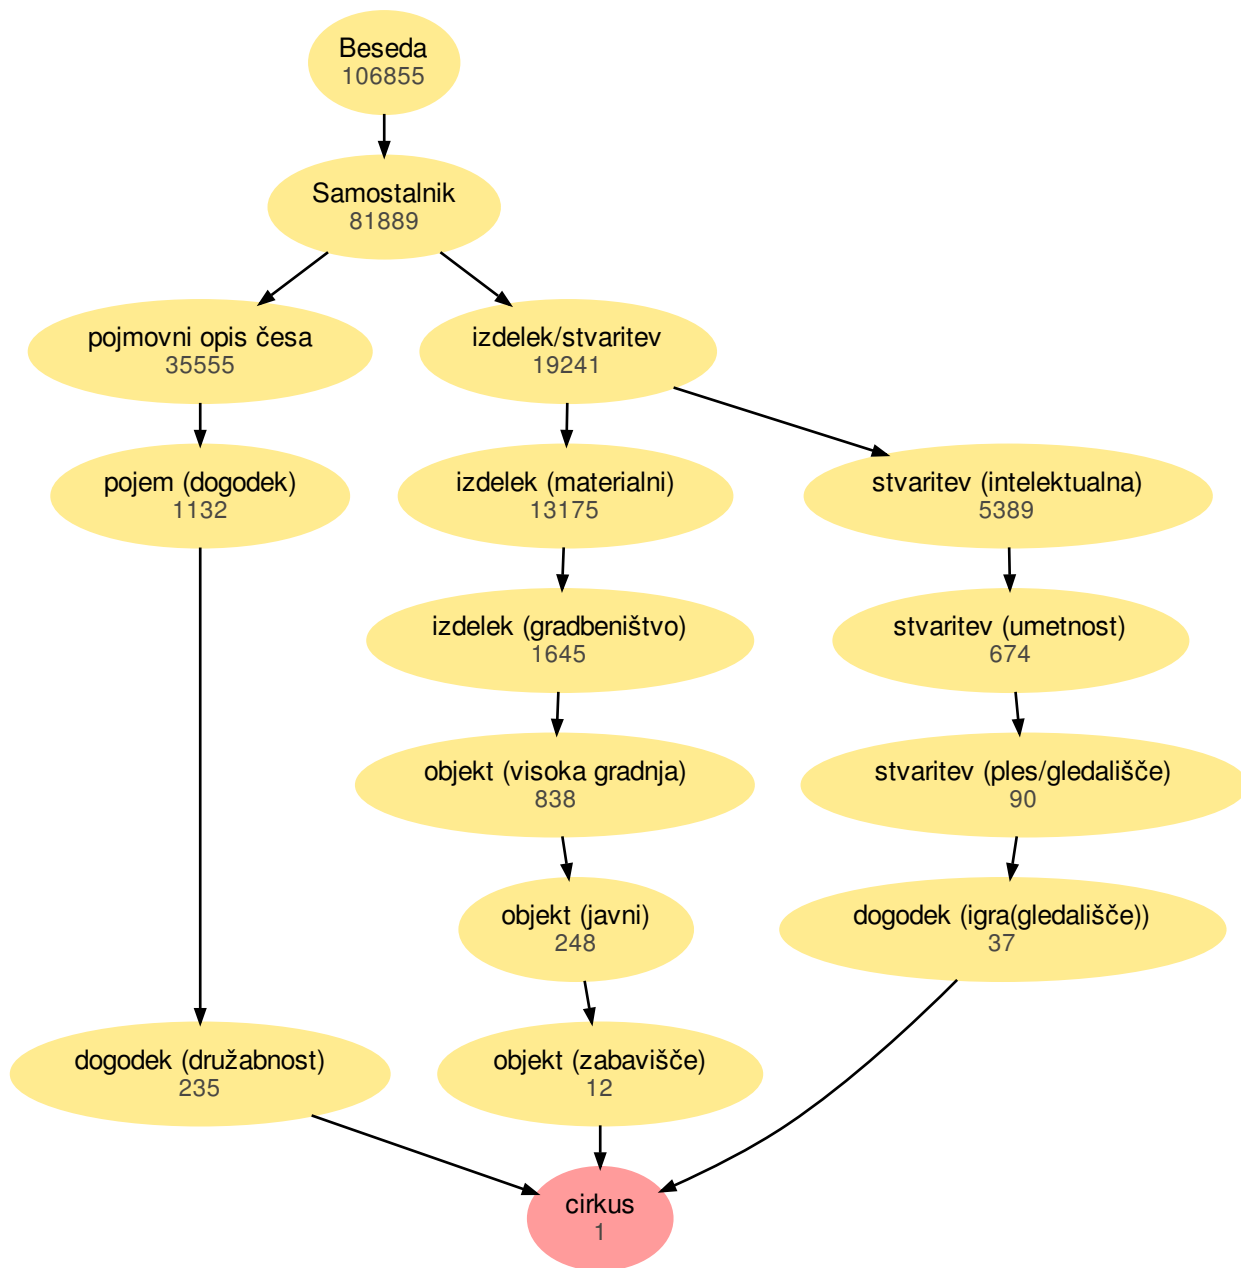 Beseda
106855
Samostalnik
81889
pojmovni opis česa
35555
izdelek/stvaritev
19241
pojem (dogodek)
1132
izdelek (materialni)
13175
stvaritev (intelektualna)
5389
izdelek (gradbeništvo)
1645
stvaritev (umetnost)
674
objekt (visoka gradnja)
838
stvaritev (ples/gledališče)
90
objekt (javni)
248
dogodek (igra(gledališče))
37
dogodek (družabnost)
235
objekt (zabavišče)
12
cirkus
1